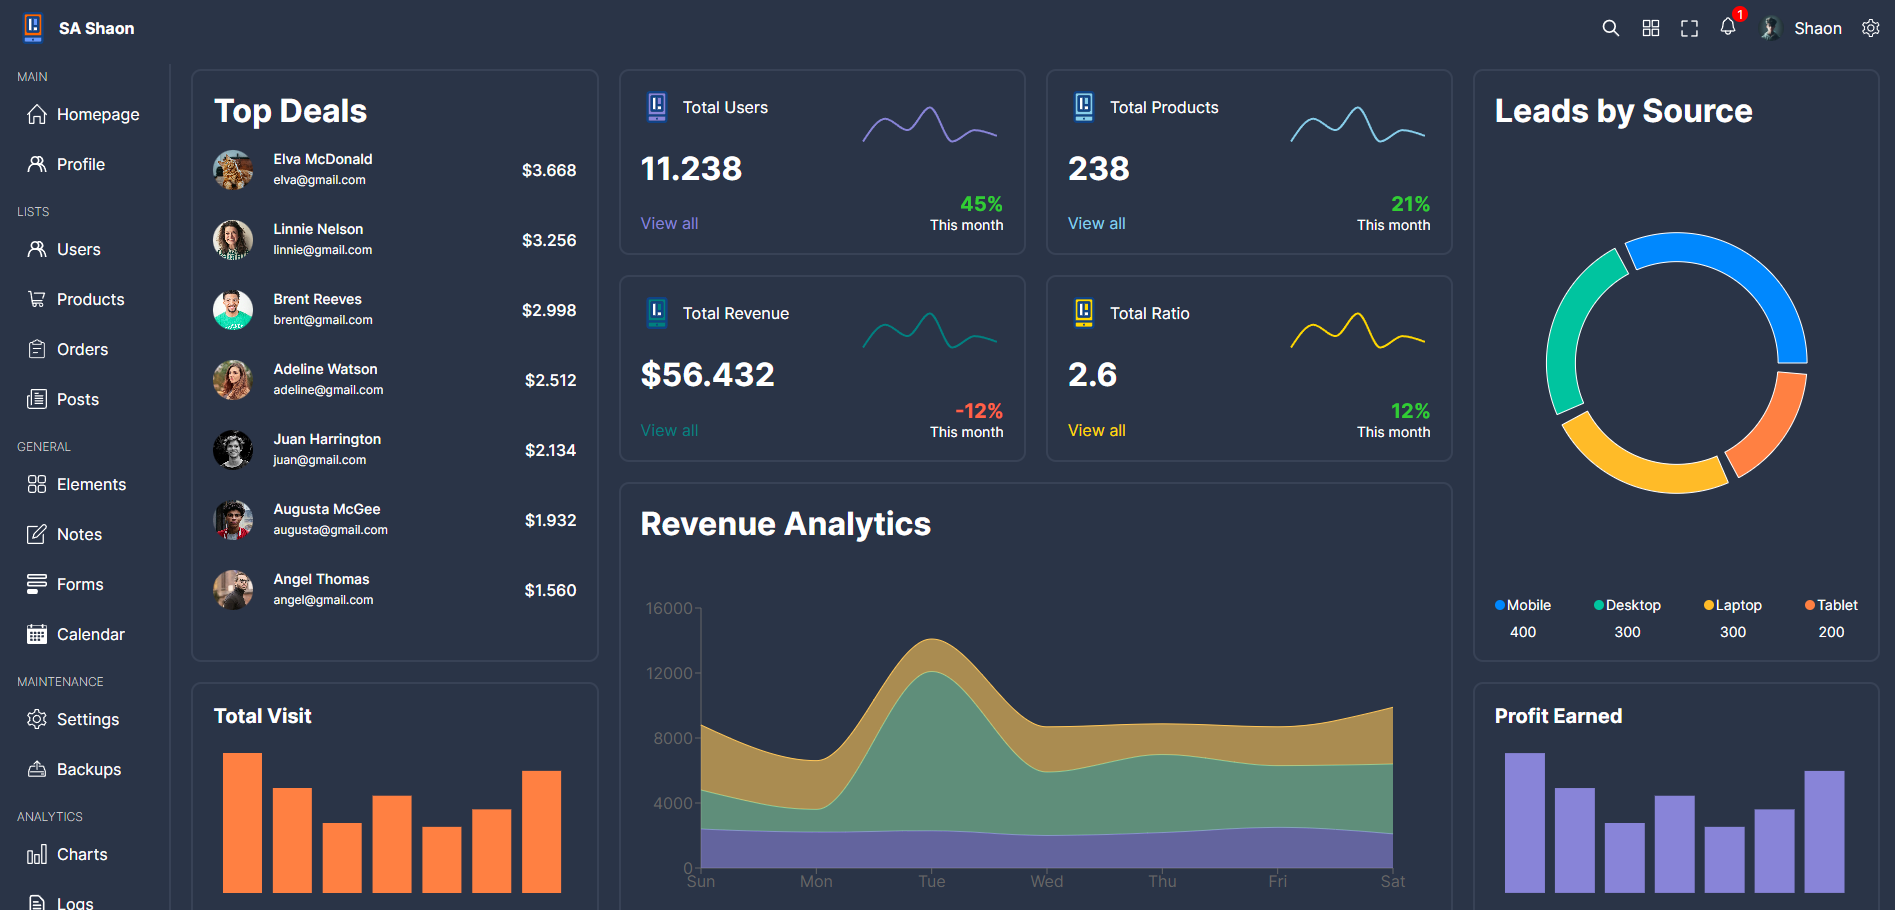 SA Shaon
1
Shaon
MAIN
Homepage
Profile
LISTS
Users
Products
Orders
Posts
GENERAL
Elements
Notes
Forms
Calendar
MAINTENANCE
Settings
Backups
ANALYTICS
Charts
Logs
Top Deals
Elva McDonald
elva@gmail.com
$3.668
Linnie Nelson
linnie@gmail.com
$3.256
Brent Reeves
brent@gmail.com
$2.998
Adeline Watson
adeline@gmail.com
$2.512
Juan Harrington
juan@gmail.com
$2.134
Augusta McGee
augusta@gmail.com
$1.932
Angel Thomas
angel@gmail.com
$1.560
Total Users
11.238
View all
45%
This month
Total Products
238
View all
21%
This month
Leads by Source
Mobile
400
Desktop
300
Laptop
300
Tablet
200
Total Revenue
$56.432
View all
-12%
This month
Total Ratio
2.6
View all
12%
This month
Total Visit
Revenue Analytics
16000
12000
8000
4000
0
Sun Mon Tue Wed Thu Fri Sat
Profit Earned